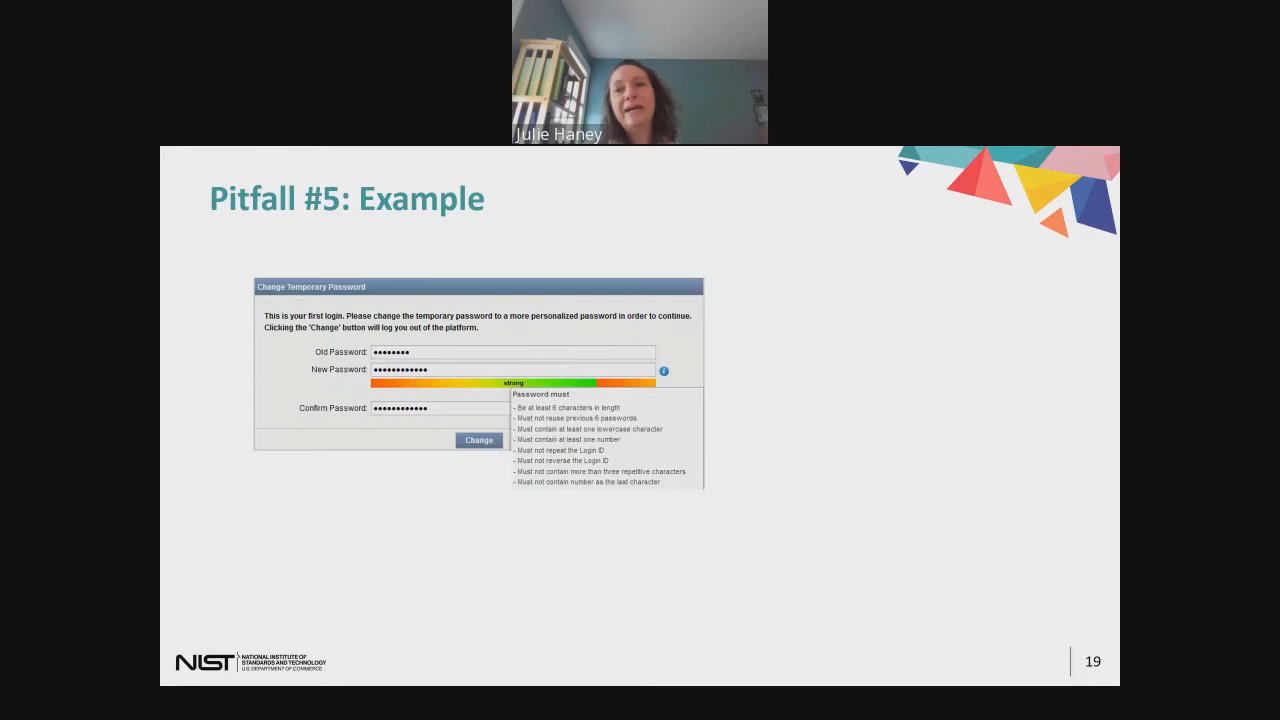 Julie Haney
Pitfall #5: Example
Change Temporary Password
This is your first login. Please change the temporary password to a more personalized password in order to continue.
Clicking the 'Change' button will log you out of the platform.
Old Password:
New Password:
strong
Confirm Password:
Change
Password must
- Be at least 6 characters in length
- Must not reuse previous 6 passwords
- Must contain at least one lowercase character
- Must contain at least one number
- Must not repeat the Login ID
- Must not reverse the Login ID
- Must not contain more than three repetitive characters
- Must not contain number as the last character
NIST
NATIONAL INSTITUTE OF
STANDARDS AND TECHNOLOGY
U.S. DEPARTMENT OF COMMERCE
19